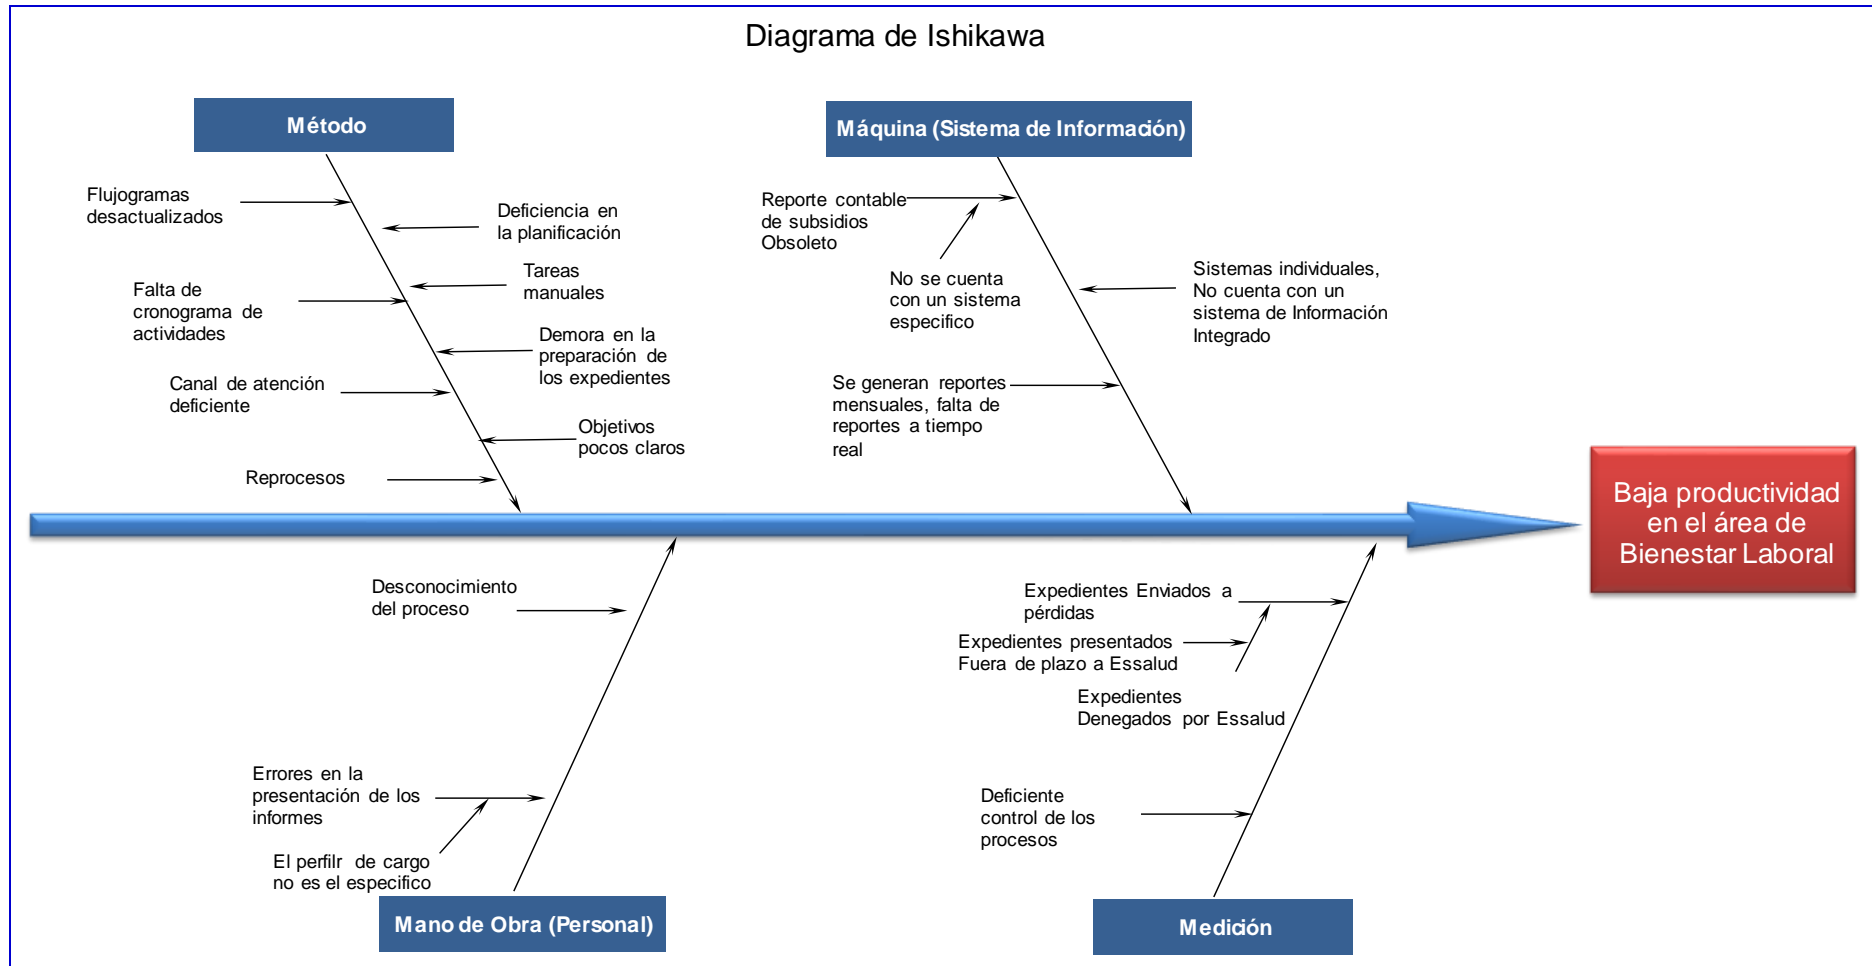 Diagrama de Ishikawa
Método
Máquina (Sistema de Información)
Flujogramas
desactualizados
Deficiencia en
la planificación
Tareas
manuales
Falta de
cronograma de
actividades
Demora en la
preparación de
los expedientes
Canal de atención
deficiente
Objetivos
pocos claros
Reprocesos
Reporte contable
de subsidios
Obsoleto
No se cuenta
con un sistema
especifico
Sistemas individuales,
No cuenta con un
sistema de Información
Integrado
Se generan reportes
mensuales, falta de
reportes a tiempo
real
Baja productividad
en el área de
Bienestar Laboral
Desconocimiento
del proceso
Errores en la
presentación de los
informes
El perfilr de cargo
no es el especifico
Expedientes Enviados a
pérdidas
Expedientes presentados
Fuera de plazo a Essalud
Expedientes
Denegados por Essalud
Deficiente
control de los
procesos
Mano de Obra (Personal)
Medición